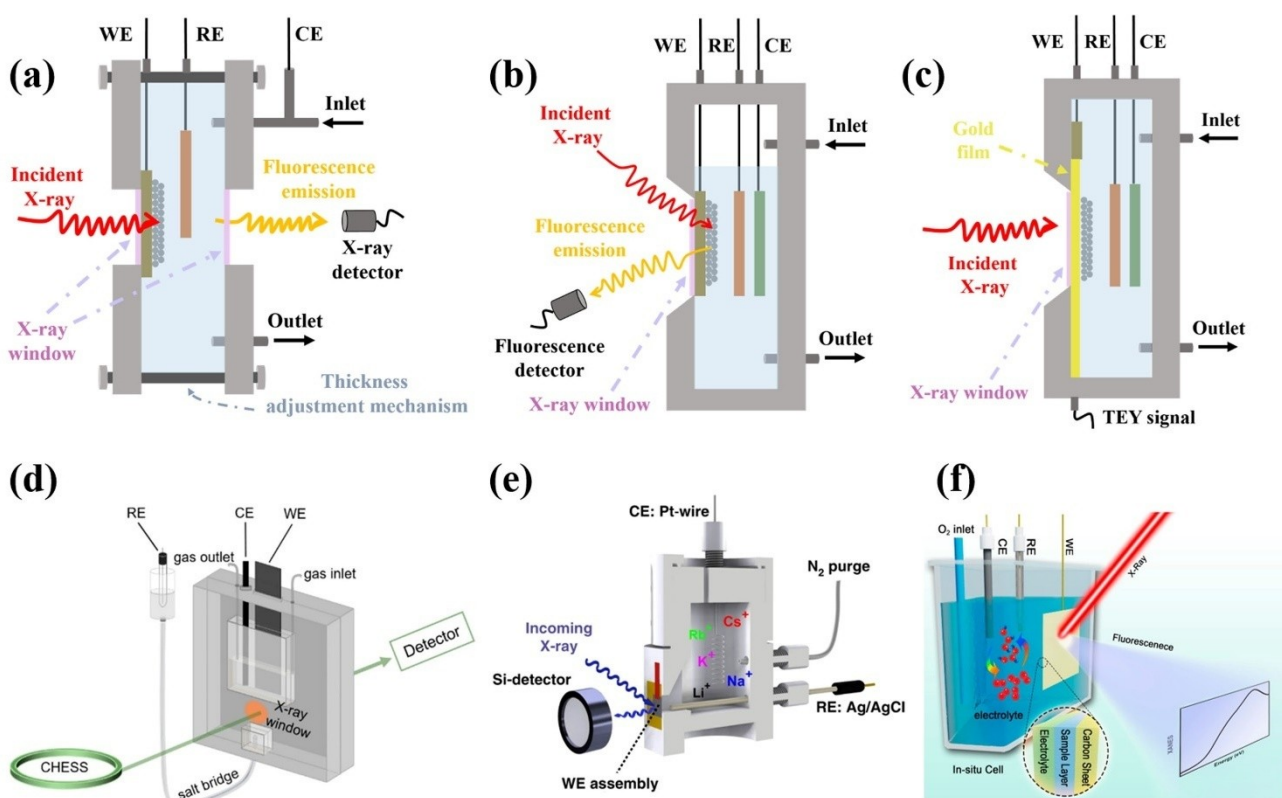 (a)
WE
RE
CE
Inlet
Incident
X-ray
Fluorescence
emission
X-ray
detector
X-ray
window
Outlet
Thickness
adjustment mechanism
(b)
WE
RE
CE
Incident
X-ray
Inlet
Fluorescence
emission
Fluorescence
detector
Outlet
X-ray window
(c)
WE
RE
CE
Gold
film
Inlet
Incident
X-ray
Outlet
X-ray window
TEY signal
(d)
RE
CE
WE
gas outlet
gas inlet
Detector
X-ray
window
CHESS
salt bridge
(e)
CE: Pt-wire
N₂ purge
Rb⁺
Cs⁺
K⁺
Li⁺
Na⁺
Incoming
X-ray
Si-detector
RE: Ag/AgCl
WE assembly
(f)
O₂ inlet
CE
RE
WE
X-Ray
Fluorescenece
electrolyte
Electrolyte
Sample Layer
Carbon Sheet
In-situ Cell
Energy (eV)